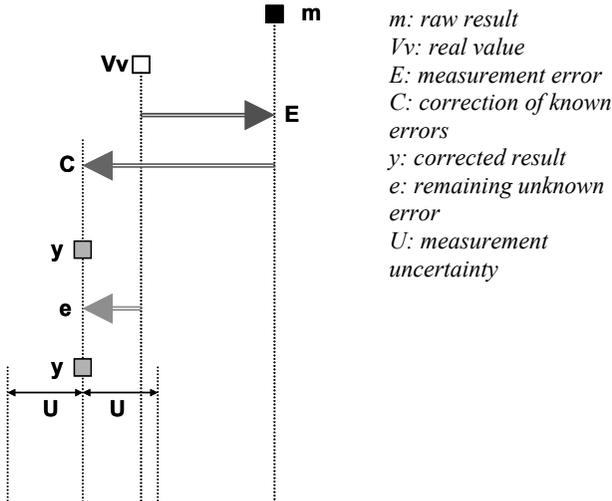 m
Vv
E
C
y
e
y
U U
m: raw result
Vv: real value
E: measurement error
C: correction of known
errors
y: corrected result
e: remaining unknown
error
U: measurement
uncertainty